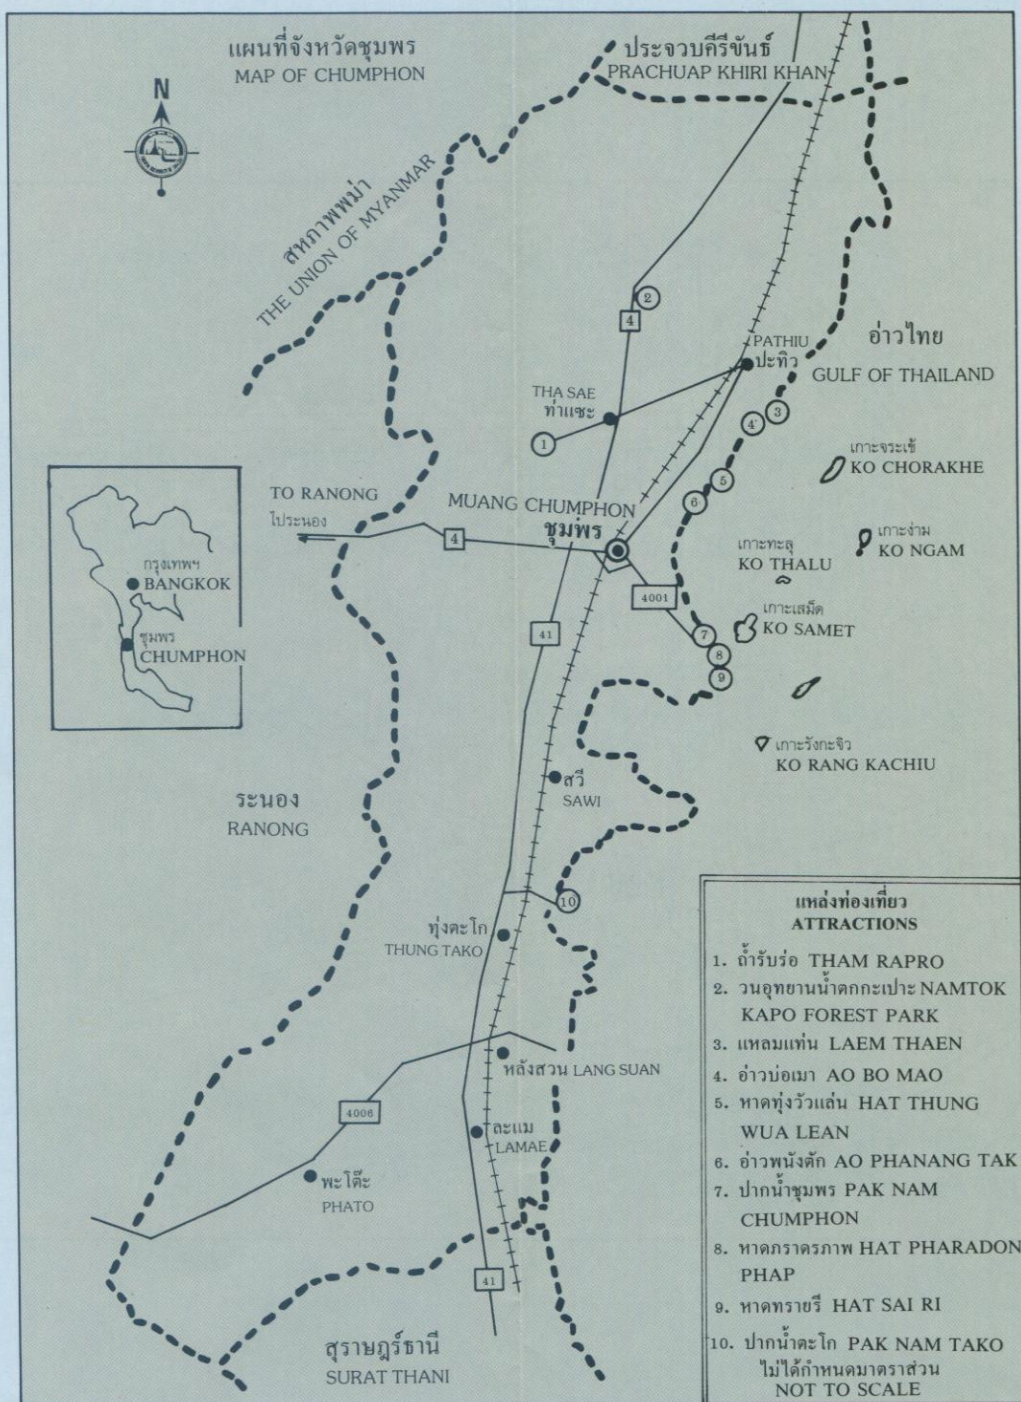 แผนที่จังหวัดชุมพร
MAP OF CHUMPHON
N
ประจวบคีรีขันธ์
PRACHUAP KHIRI KHAN
สหภาพพม่า
THE UNION OF MYANMAR
2
4
อ่าวไทย
GULF OF THAILAND
PATHIU
ปะทิว
THA SAE
ท่าแซะ
1
3
4
5
6
เกาะจระเข้
KO CHORAKHE
TO RANONG
ไประนอง
4
MUANG CHUMPHON
ชุมพร
เกาะง่าม
KO NGAM
เกาะทะลุ
KO THALU
กรุงเทพฯ
BANGKOK
ชุมพร
CHUMPHON
4001
41
เกาะเสม็ด
KO SAMET
7
8
9
เกาะรังกะจิว
KO RANG KACHIU
สวี
SAWI
ระนอง
RANONG
10
ทุ่งตะโก
THUNG TAKO
หลังสวน LANG SUAN
4006
ละแม
LAMAE
พะโต๊ะ
PHATO
41
สุราษฎร์ธานี
SURAT THANI
แหล่งท่องเที่ยว
ATTRACTIONS
1. ถ้ำรับร่อ THAM RAPRO
2. วนอุทยานน้ำตกกะเปาะ NAMTOK
KAPO FOREST PARK
3. แหลมแท่น LAEM THAEN
4. อ่าวบ่อเมา AO BO MAO
5. หาดทุ่งวัวแล่น HAT THUNG
WUA LEAN
6. อ่าวพนังตัก AO PHANANG TAK
7. ปากน้ำชุมพร PAK NAM
CHUMPHON
8. หาดภราดรภาพ HAT PHARADON
PHAP
9. หาดทรายรี HAT SAI RI
10. ปากน้ำตะโก PAK NAM TAKO
ไม่ได้กำหนดมาตราส่วน
NOT TO SCALE